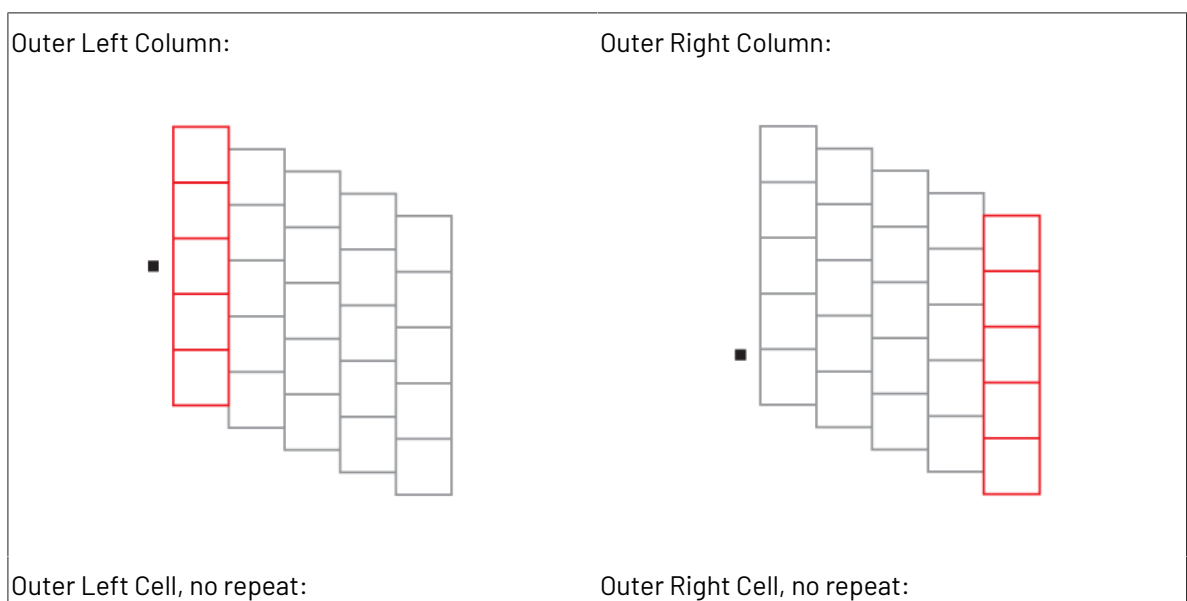 Outer Left Column:
Outer Right Column:
Outer Left Cell, no repeat:
Outer Right Cell, no repeat: